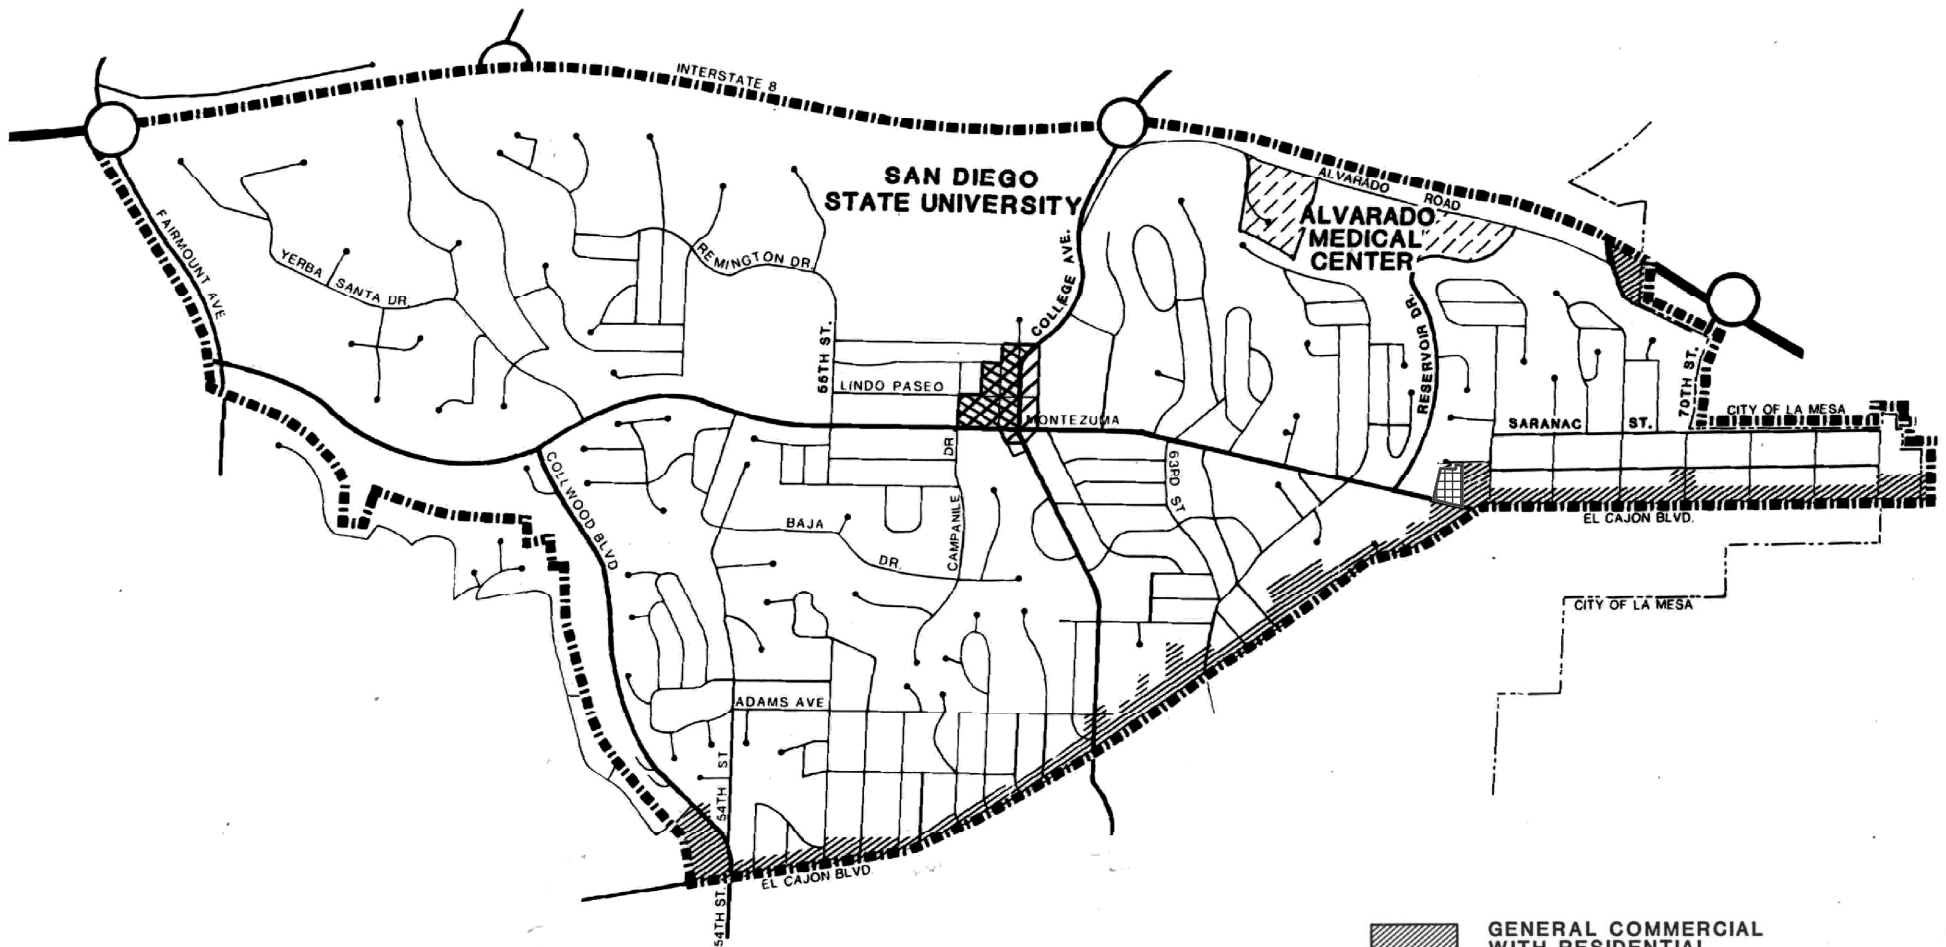 INTERSTATE 8
SAN DIEGO
STATE UNIVERSITY
ALVARADO
ROAD
ALVARADO
MEDICAL
CENTER
FAIRMOUNT AVE
YERBA
SANTA DR.
REMINGTON DR.
COLLEGE AVE.
55TH ST.
LINDO PASEO
RESERVOIR DR.
70TH ST.
CITY OF LA MESA
MONTEZUMA
SARANAC ST.
DR.
CAMPANILE
63RD ST
COLLWOOD BLVD
BAJA
DR.
EL CAJON BLVD.
CITY OF LA MESA
ADAMS AVE
54TH ST
EL CAJON BLVD.
54TH ST.
GENERAL COMMERCIAL
WITH RESIDENTIAL